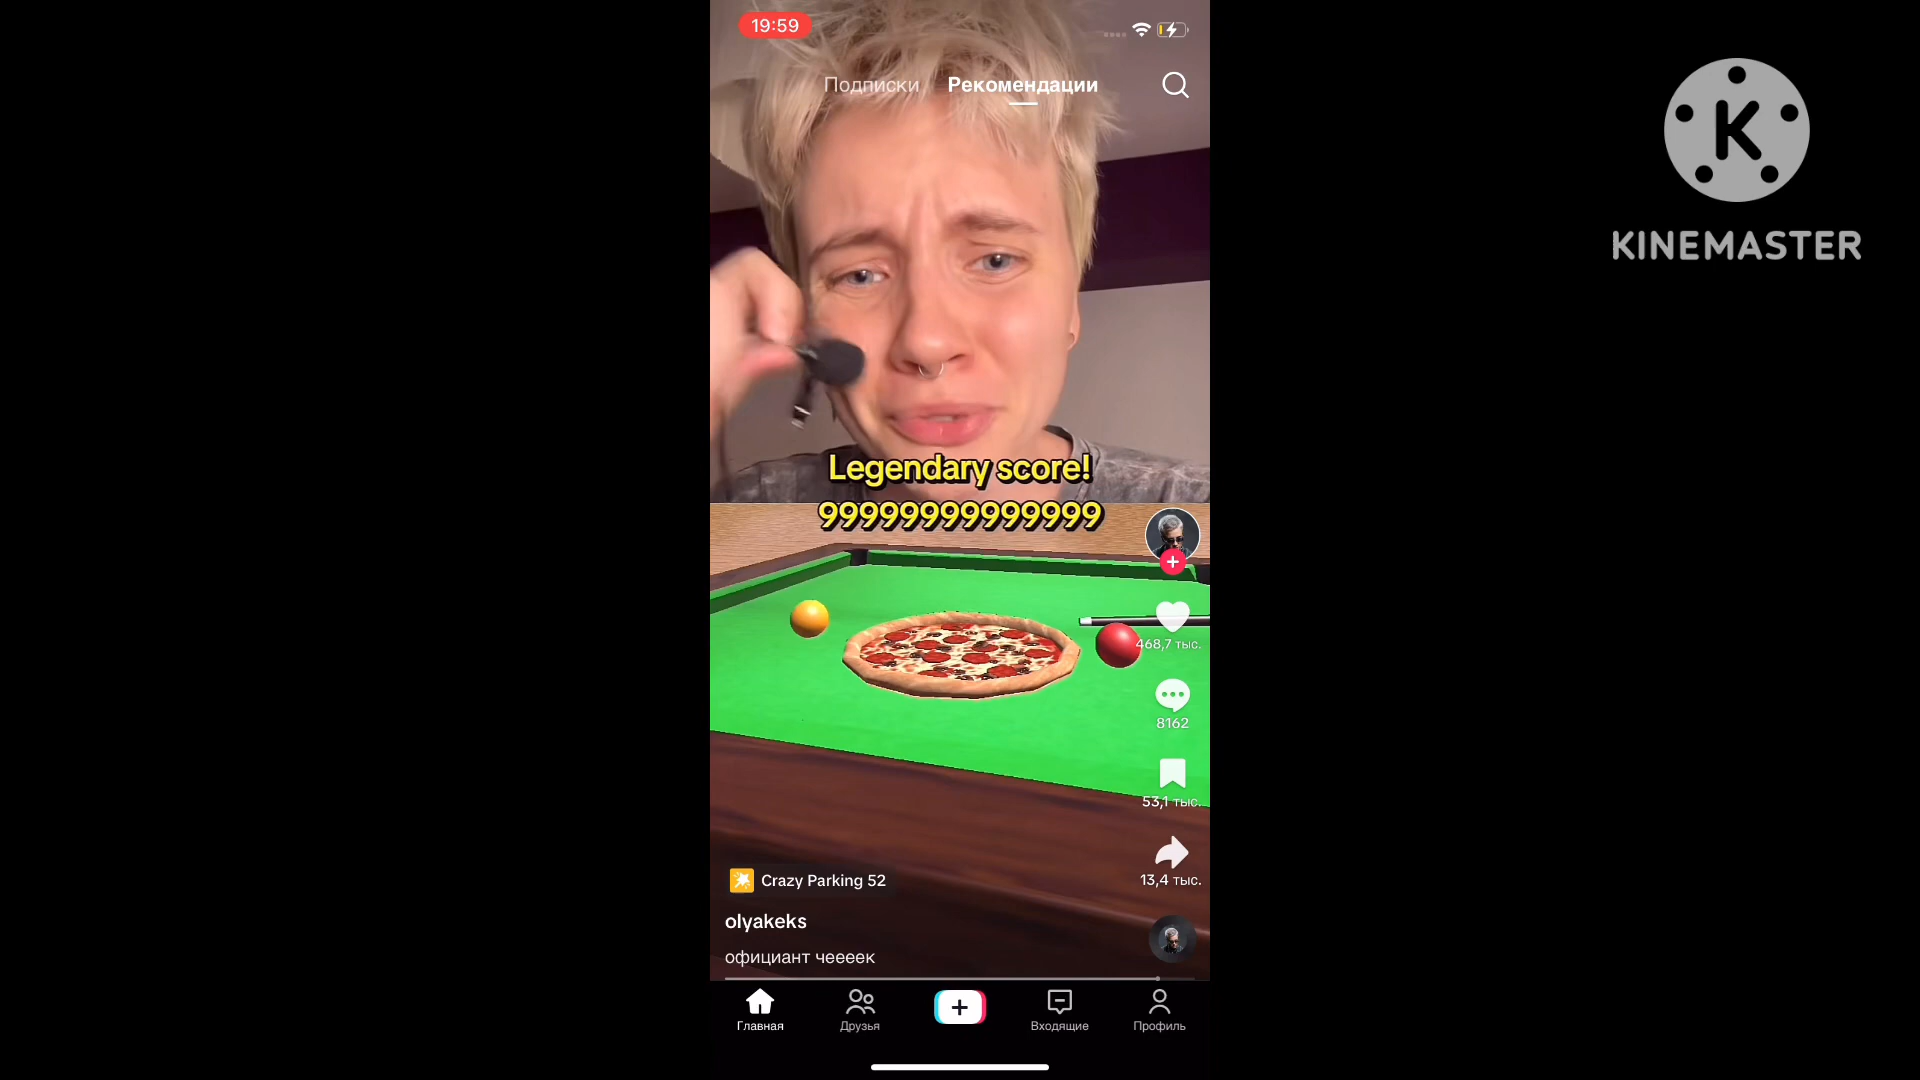 19:59
Подписки Рекомендации
KINEMASTER
Legendary score!
99999999999999
468,7 тыс.
8162
53,1 тыс.
13,4 тыс.
Crazy Parking 52
olyakeks
официант чеееек
Главная Друзья Входящие Профиль